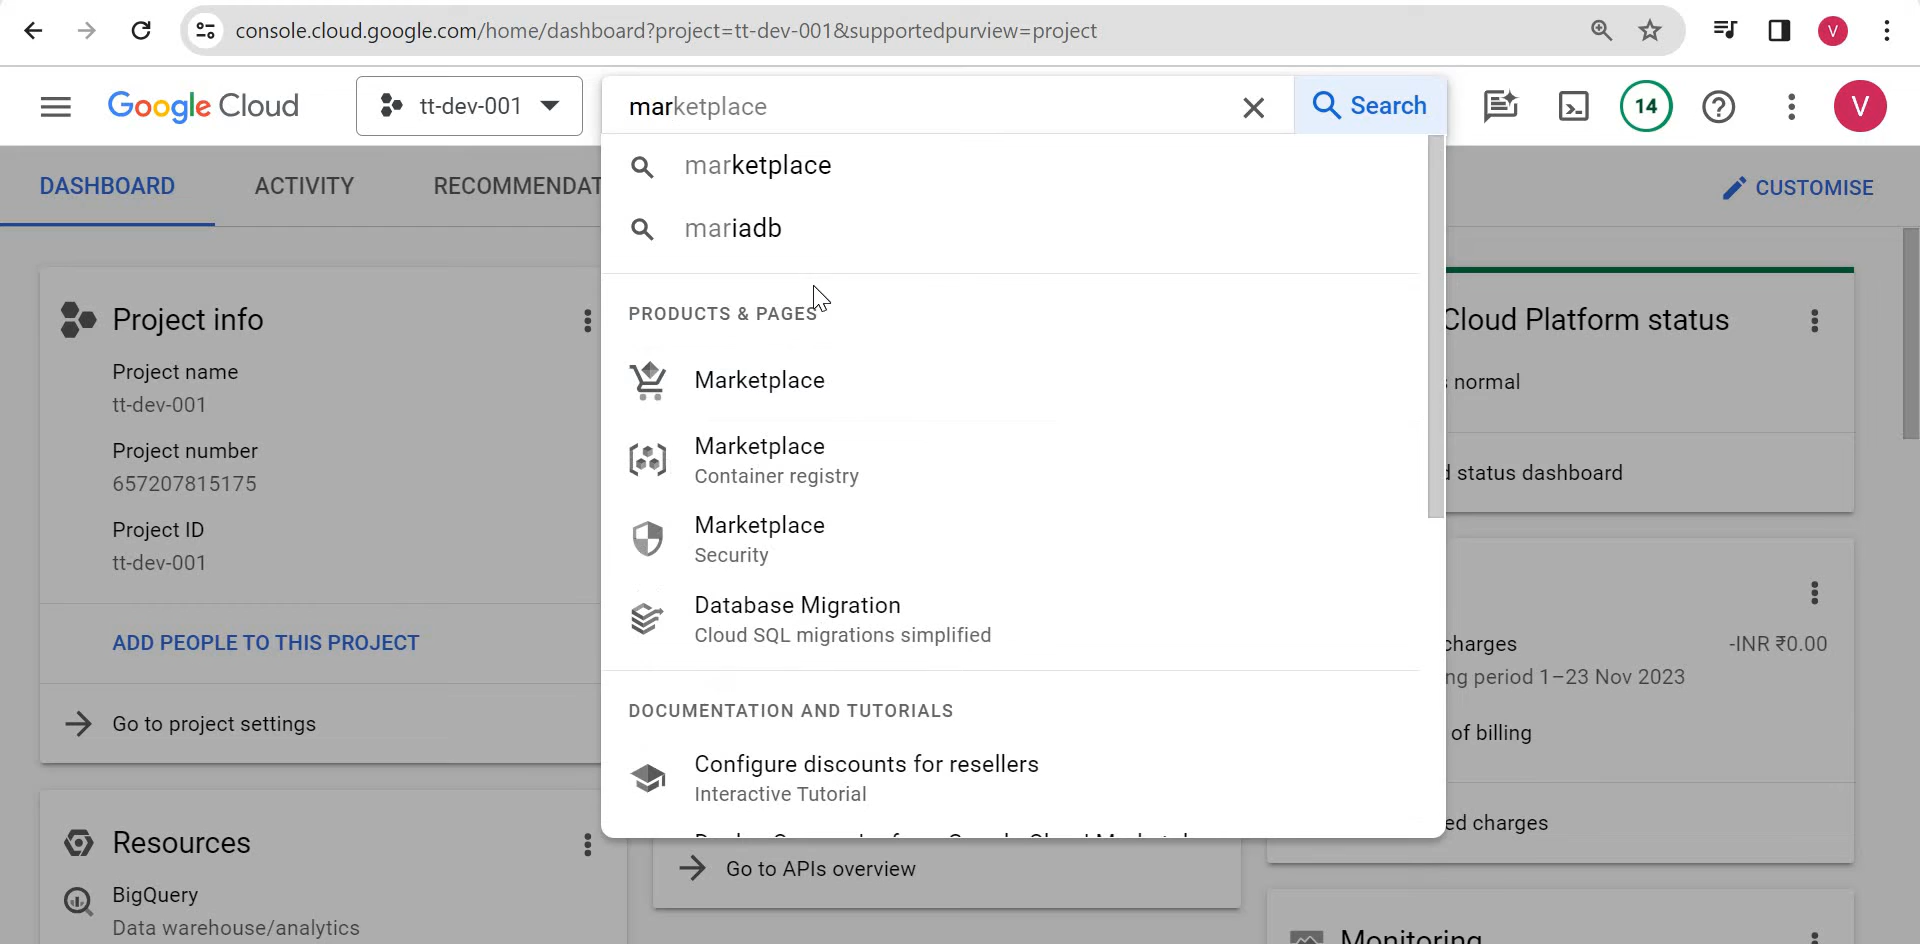 console.cloud.google.com/home/dashboard?project=tt-dev-001&supportedpurview=project
V
Google Cloud
tt-dev-001
marketplace
Search
14
V
DASHBOARD
ACTIVITY
RECOMMENDAT
CUSTOMISE
marketplace
mariadb
PRODUCTS & PAGES
Marketplace
Marketplace
Container registry
Marketplace
Security
Database Migration
Cloud SQL migrations simplified
DOCUMENTATION AND TUTORIALS
Configure discounts for resellers
Interactive Tutorial
Project info
Project name
tt-dev-001
Project number
657207815175
Project ID
tt-dev-001
ADD PEOPLE TO THIS PROJECT
Go to project settings
Resources
BigQuery
Data warehouse/analytics
Go to APIs overview
Cloud Platform status
normal
status dashboard
charges
-INR ₹0.00
ng period 1–23 Nov 2023
of billing
ed charges
Monitoring